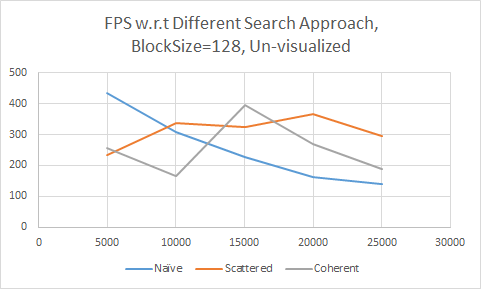 FPS w.r.t Different Search Approach,
BlockSize=128, Un-visualized
500
400
300
200
100
0
0 5000 10000 15000 20000 25000 30000
Naïve Scattered Coherent